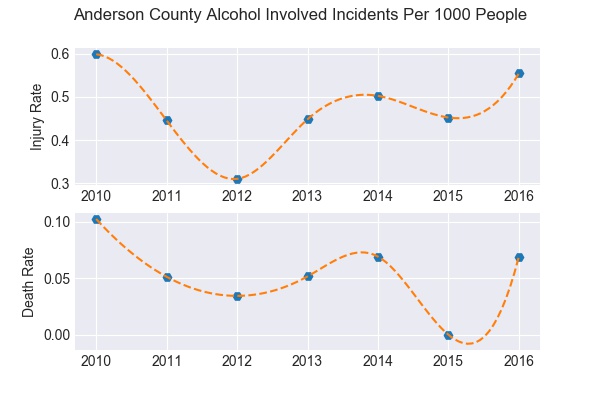 Anderson County Alcohol Involved Incidents Per 1000 People
0.6
0.5
0.4
0.3
Injury Rate
2010 2011 2012 2013 2014 2015 2016
0.10
0.05
0.00
Death Rate
2010 2011 2012 2013 2014 2015 2016